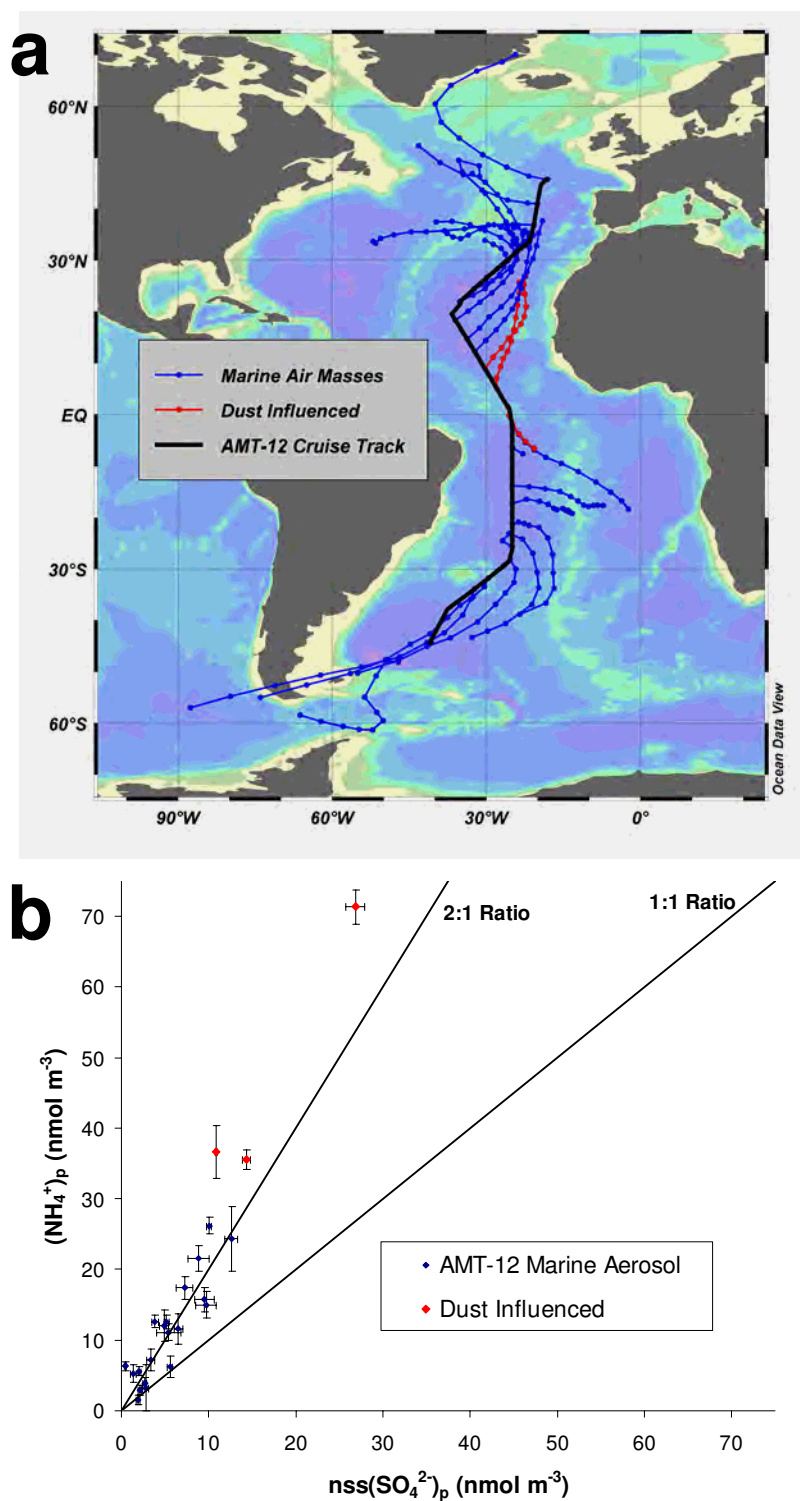 a
60°N
30°N
EQ
30°S
60°S
Marine Air Masses
Dust Influenced
AMT-12 Cruise Track
Ocean Data View
90°W
60°W
30°W
0°
b
2:1 Ratio
1:1 Ratio
70
60
50
40
30
20
10
0
(NH₄⁺)ₚ (nmol m⁻³)
AMT-12 Marine Aerosol
Dust Influenced
0 10 20 30 40 50 60 70
nss(SO₄²⁻)ₚ (nmol m⁻³)